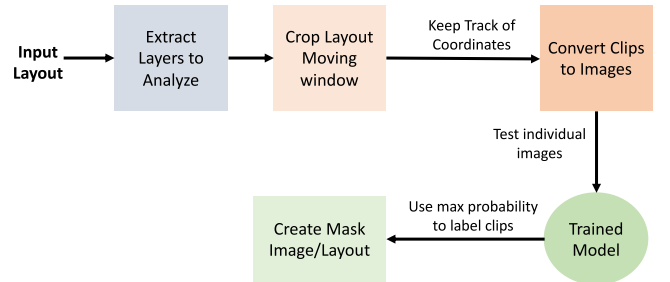 Input
Layout
Extract
Layers to
Analyze
Crop Layout
Moving
window
Keep Track of
Coordinates
Convert Clips
to Images
Test individual
images
Trained
Model
Use max probability
to label clips
Create Mask
Image/Layout